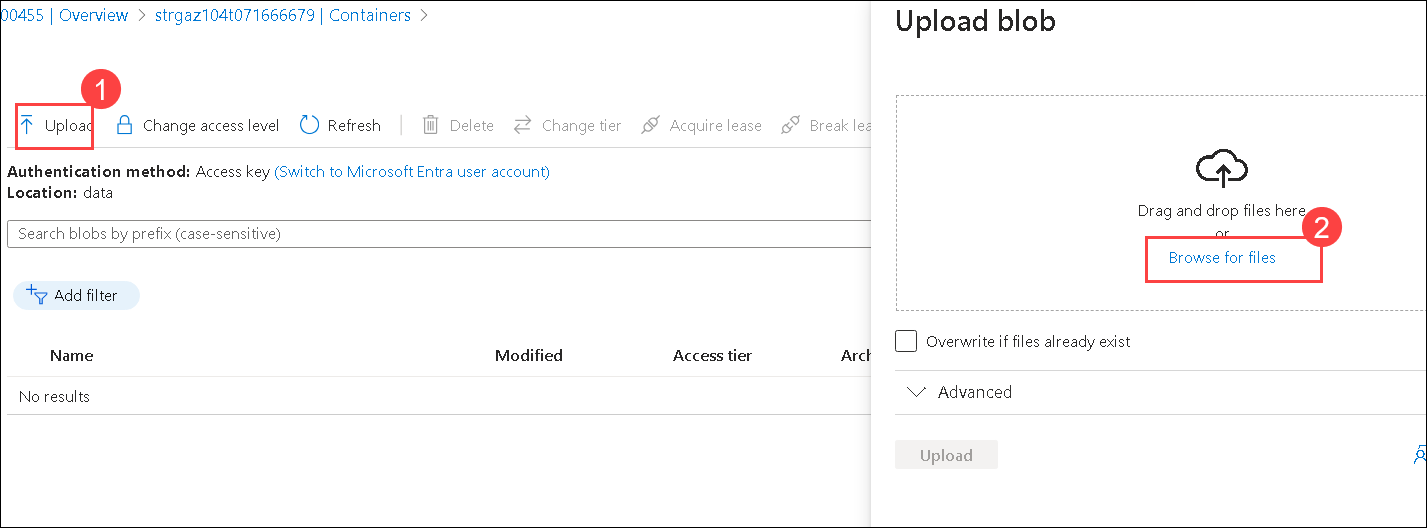 00455 | Overview > strgaz104t071666679 | Containers >
1
Upload Change access level Refresh | Delete Change tier Acquire lease Break lea
Authentication method: Access key (Switch to Microsoft Entra user account)
Location: data
Search blobs by prefix (case-sensitive)
Add filter
Name Modified Access tier Arch
No results
Upload blob
Drag and drop files here
or
2
Browse for files
Overwrite if files already exist
Advanced
Upload